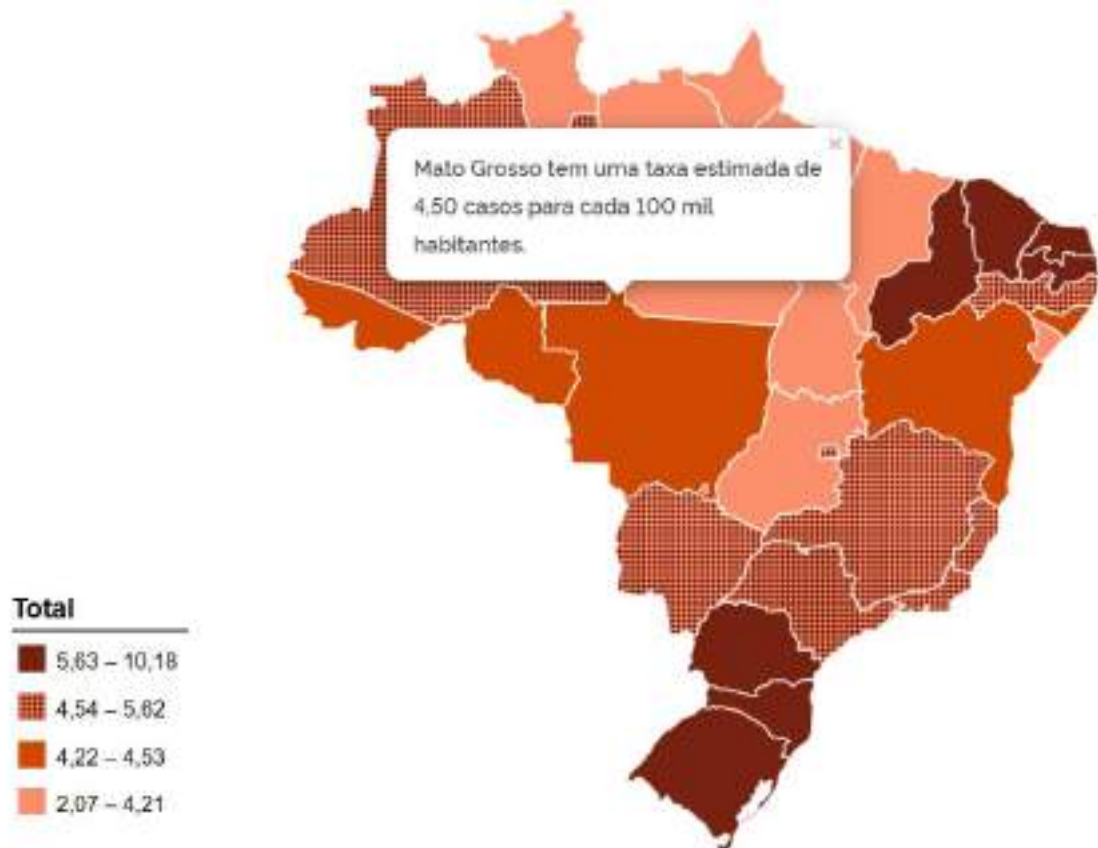 ×
Mato Grosso tem uma taxa estimada de
4,50 casos para cada 100 mil
habitantes.
Total
5,63 – 10,18
4,54 – 5,62
4,22 – 4,53
2,07 – 4,21